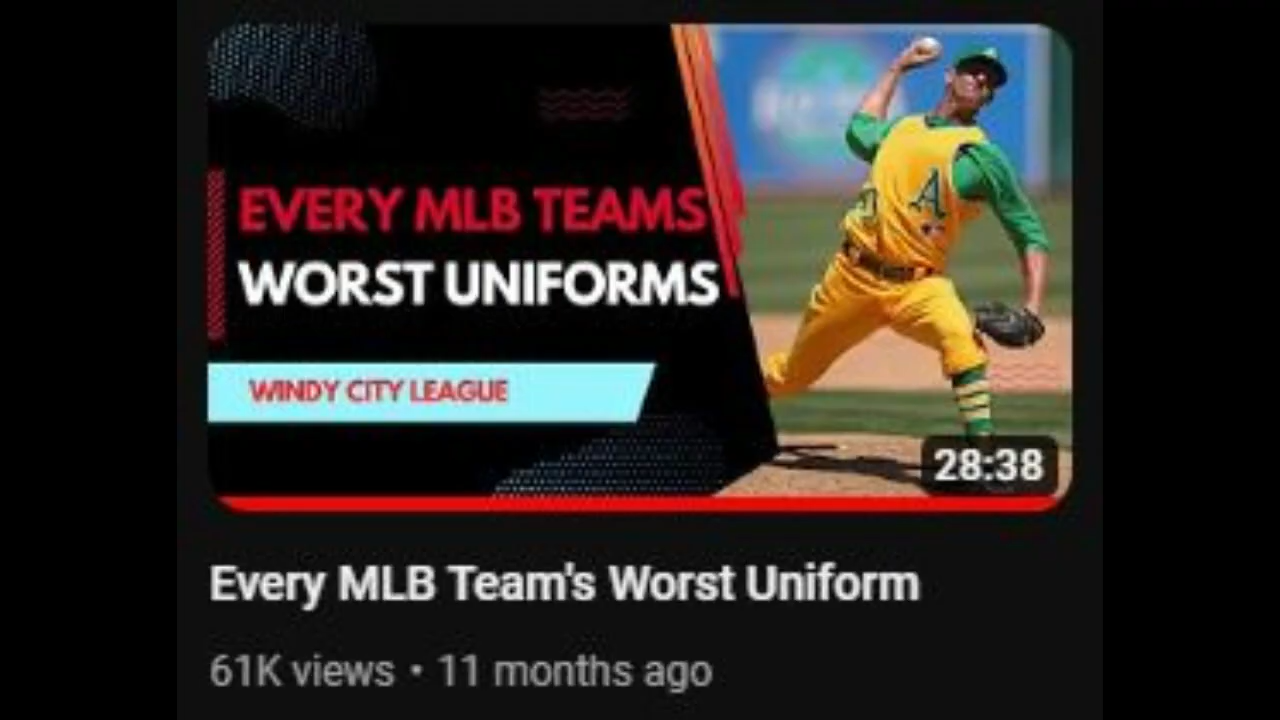 EVERY MLB TEAMS
WORST UNIFORMS
WINDY CITY LEAGUE
A
28:38
Every MLB Team's Worst Uniform
61K views • 11 months ago